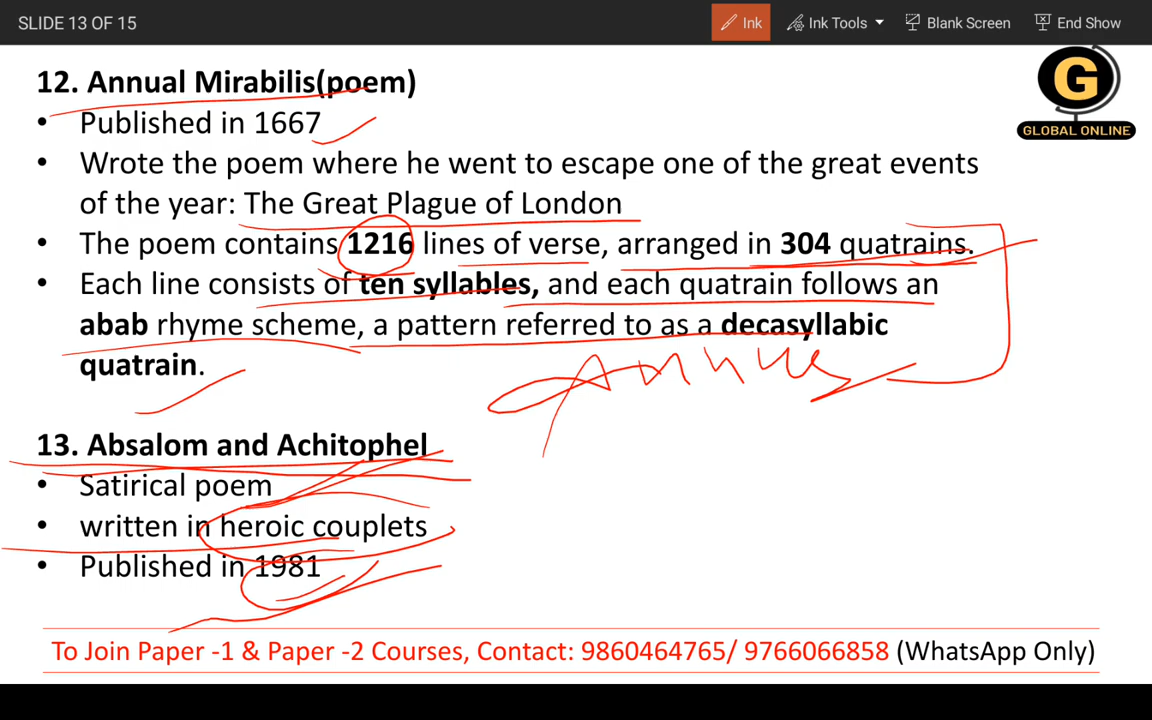 SLIDE 13 OF 15
Ink
Ink Tools
Blank Screen
End Show
12. Annual Mirabilis(poem)
• Published in 1667
• Wrote the poem where he went to escape one of the great events
of the year: The Great Plague of London
• The poem contains 1216 lines of verse, arranged in 304 quatrains.
• Each line consists of ten syllables, and each quatrain follows an
abab rhyme scheme, a pattern referred to as a decasyllabic
quatrain.
Annus
13. Absalom and Achitophel
• Satirical poem
• written in heroic couplets
• Published in 1981
G
GLOBAL ONLINE
To Join Paper -1 & Paper -2 Courses, Contact: 9860464765/ 9766066858 (WhatsApp Only)